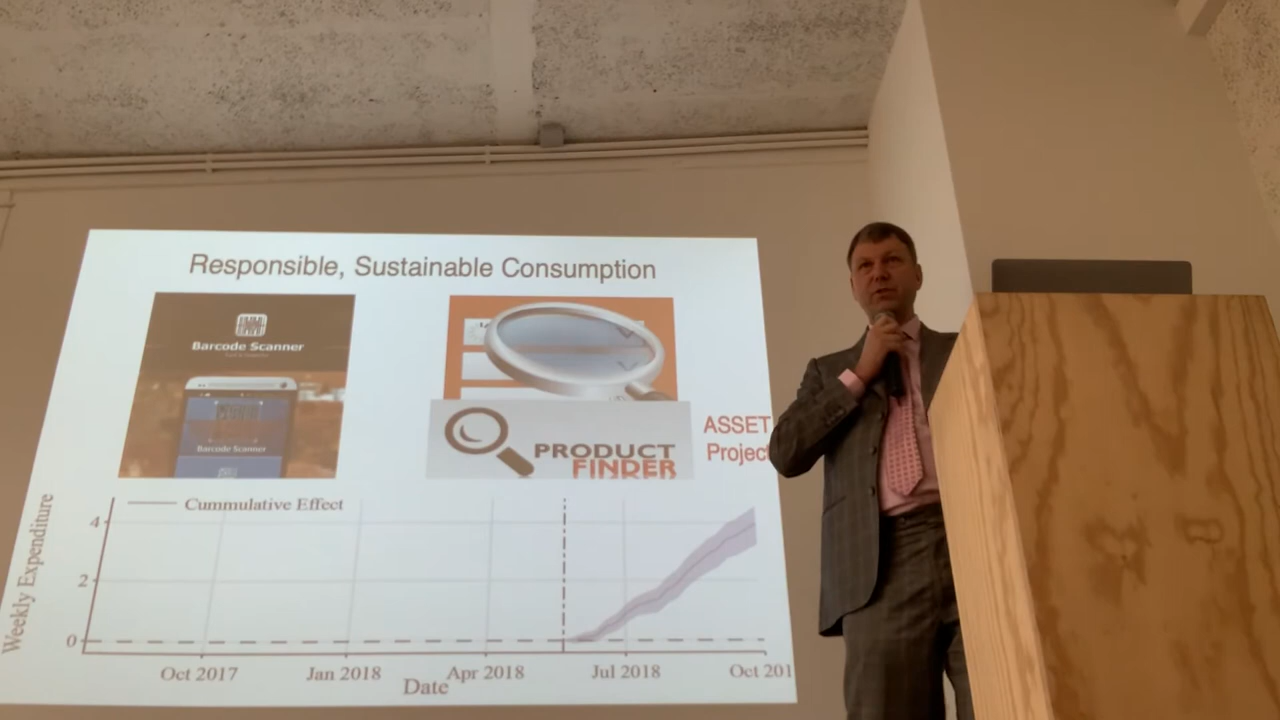 Responsible, Sustainable Consumption
Barcode Scanner
Barcode Scanner
PRODUCT
FINDER
ASSET
Project
Cummulative Effect
Weekly Expenditure
4
2
0
Oct 2017
Jan 2018
Apr 2018
Jul 2018
Oct 201
Date